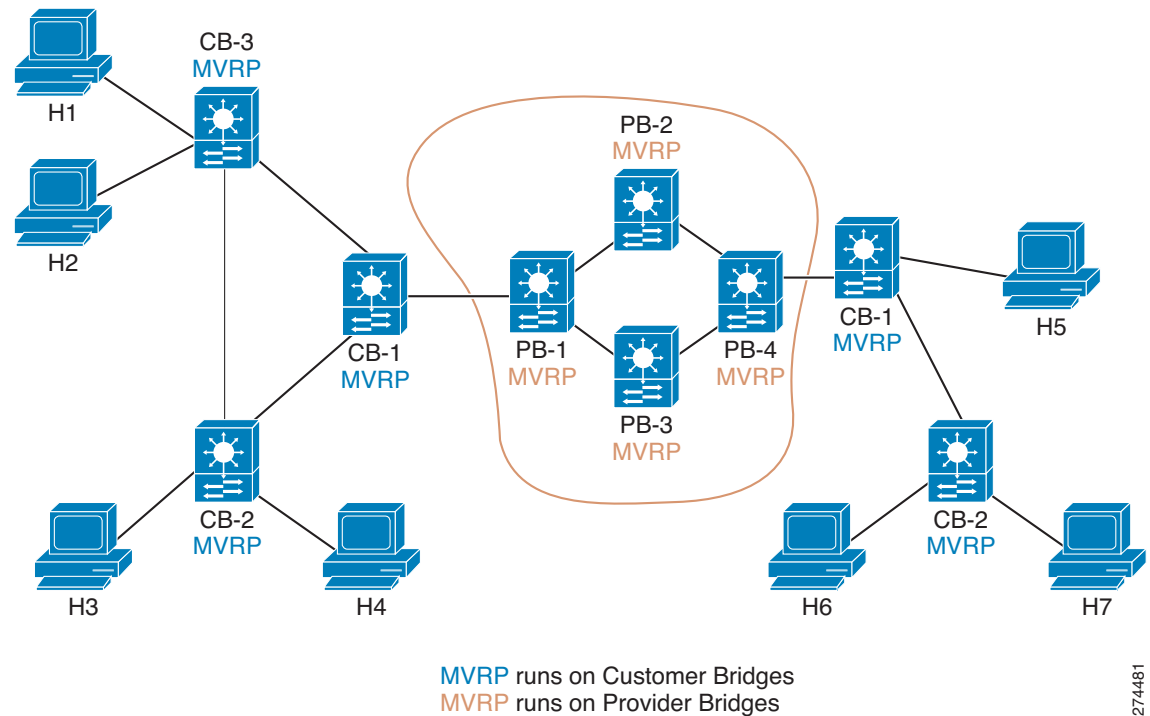 CB-3
MVRP
H1
H2
PB-2
MVRP
CB-1
MVRP
PB-1
MVRP
PB-3
MVRP
PB-4
MVRP
CB-1
MVRP
H5
CB-2
MVRP
H3
H4
CB-2
MVRP
H6
H7
MVRP runs on Customer Bridges
MVRP runs on Provider Bridges
274481